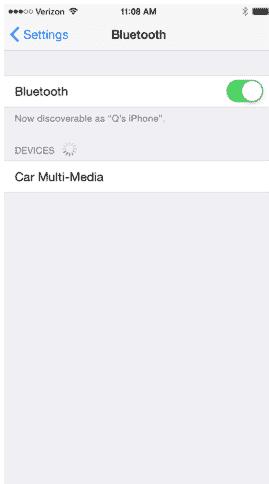 Verizon 11:08 AM
Settings Bluetooth
Bluetooth
Now discoverable as “Q’s iPhone”.
DEVICES
Car Multi-Media